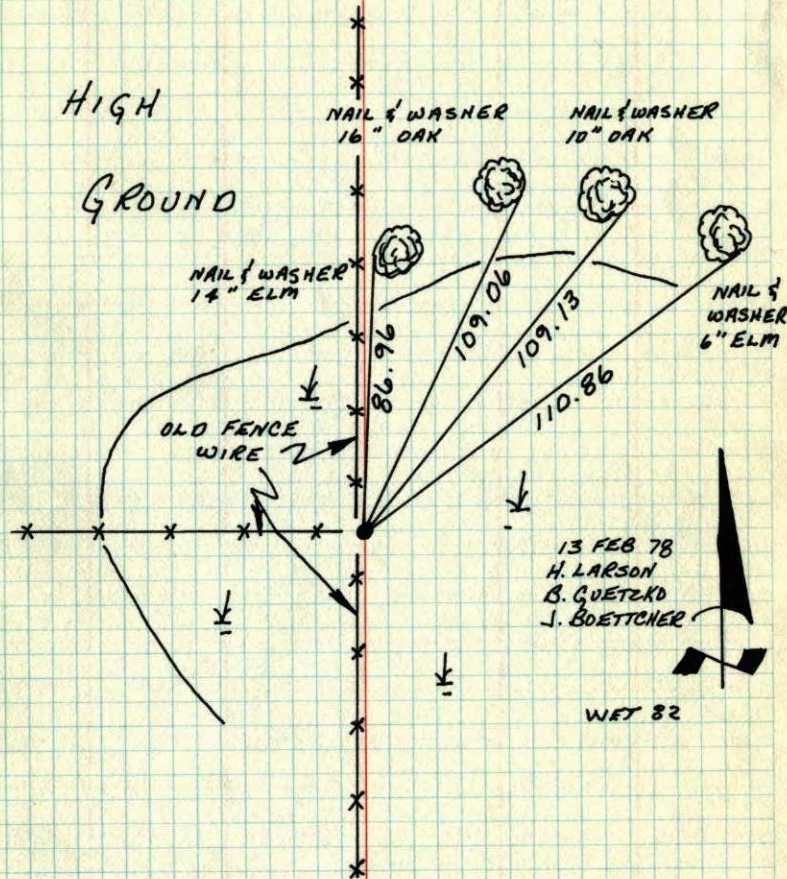 HIGH
GROUND
NAIL & WASHER
16" OAK
NAIL & WASHER
10" OAK
NAIL & WASHER
14" ELM
NAIL &
WASHER
6" ELM
86.96
109.06
109.13
110.86
OLD FENCE
WIRE
13 FEB 78
H. LARSON
B. GUETZKO
J. BOETTCHER
WET 82